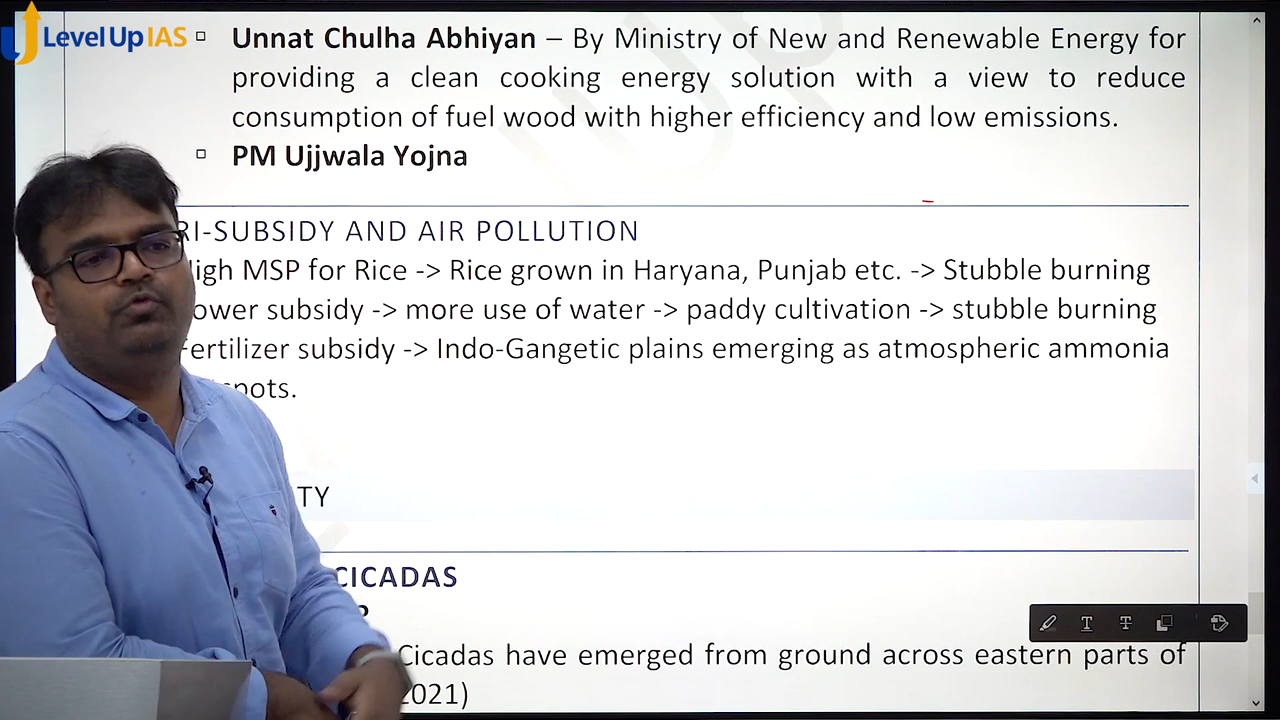 LevelUp IAS
Unnat Chulha Abhiyan – By Ministry of New and Renewable Energy for
providing a clean cooking energy solution with a view to reduce
consumption of fuel wood with higher efficiency and low emissions.
PM Ujjwala Yojna
RI-SUBSIDY AND AIR POLLUTION
igh MSP for Rice -> Rice grown in Haryana, Punjab etc. -> Stubble burning
ower subsidy -> more use of water -> paddy cultivation -> stubble burning
ertilizer subsidy -> Indo-Gangetic plains emerging as atmospheric ammonia
spots.
TY
CICADAS
Cicadas have emerged from ground across eastern parts of
2021)